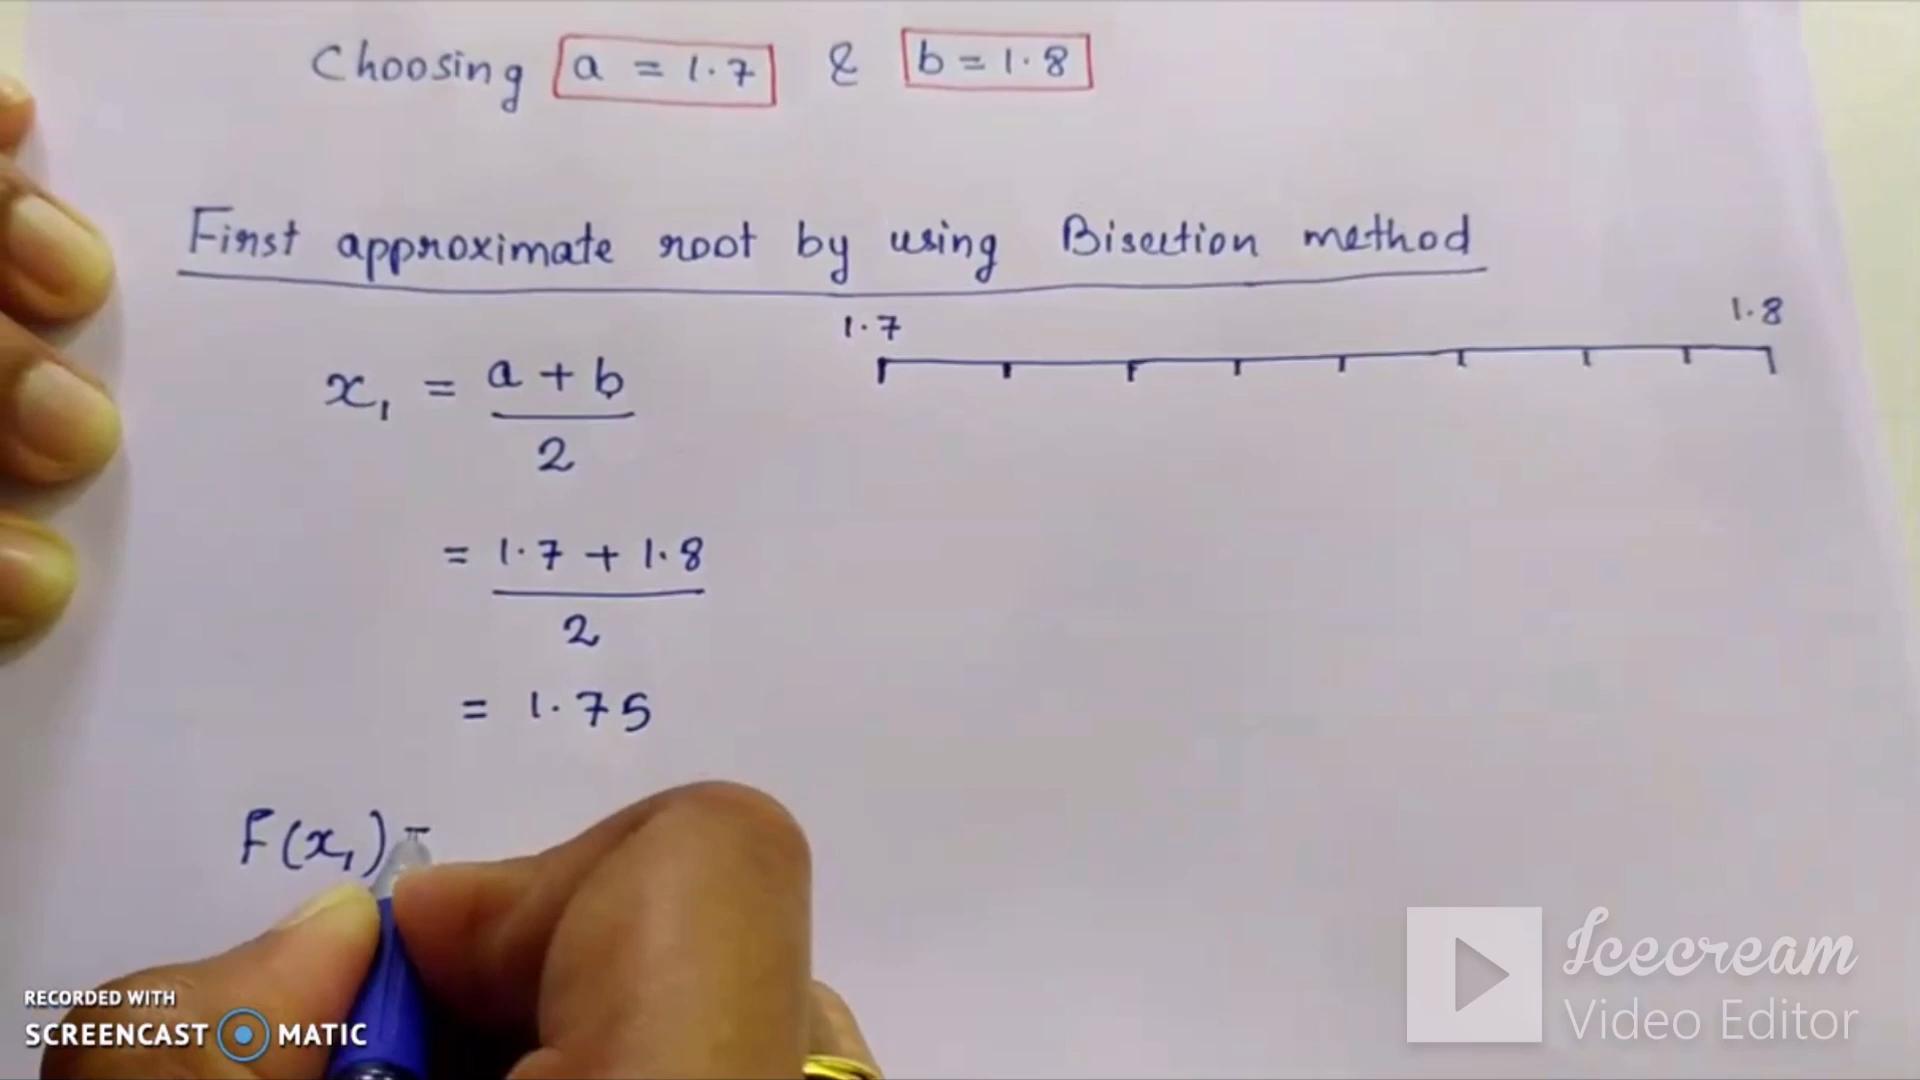 Choosing a = 1.7 & b = 1.8
First approximate root by using Bisection method
1.7 1.8
x₁ = a + b
2
= 1.7 + 1.8
2
= 1.75
F(x₁) =
RECORDED WITH
SCREENCAST MATIC
Icecream
Video Editor